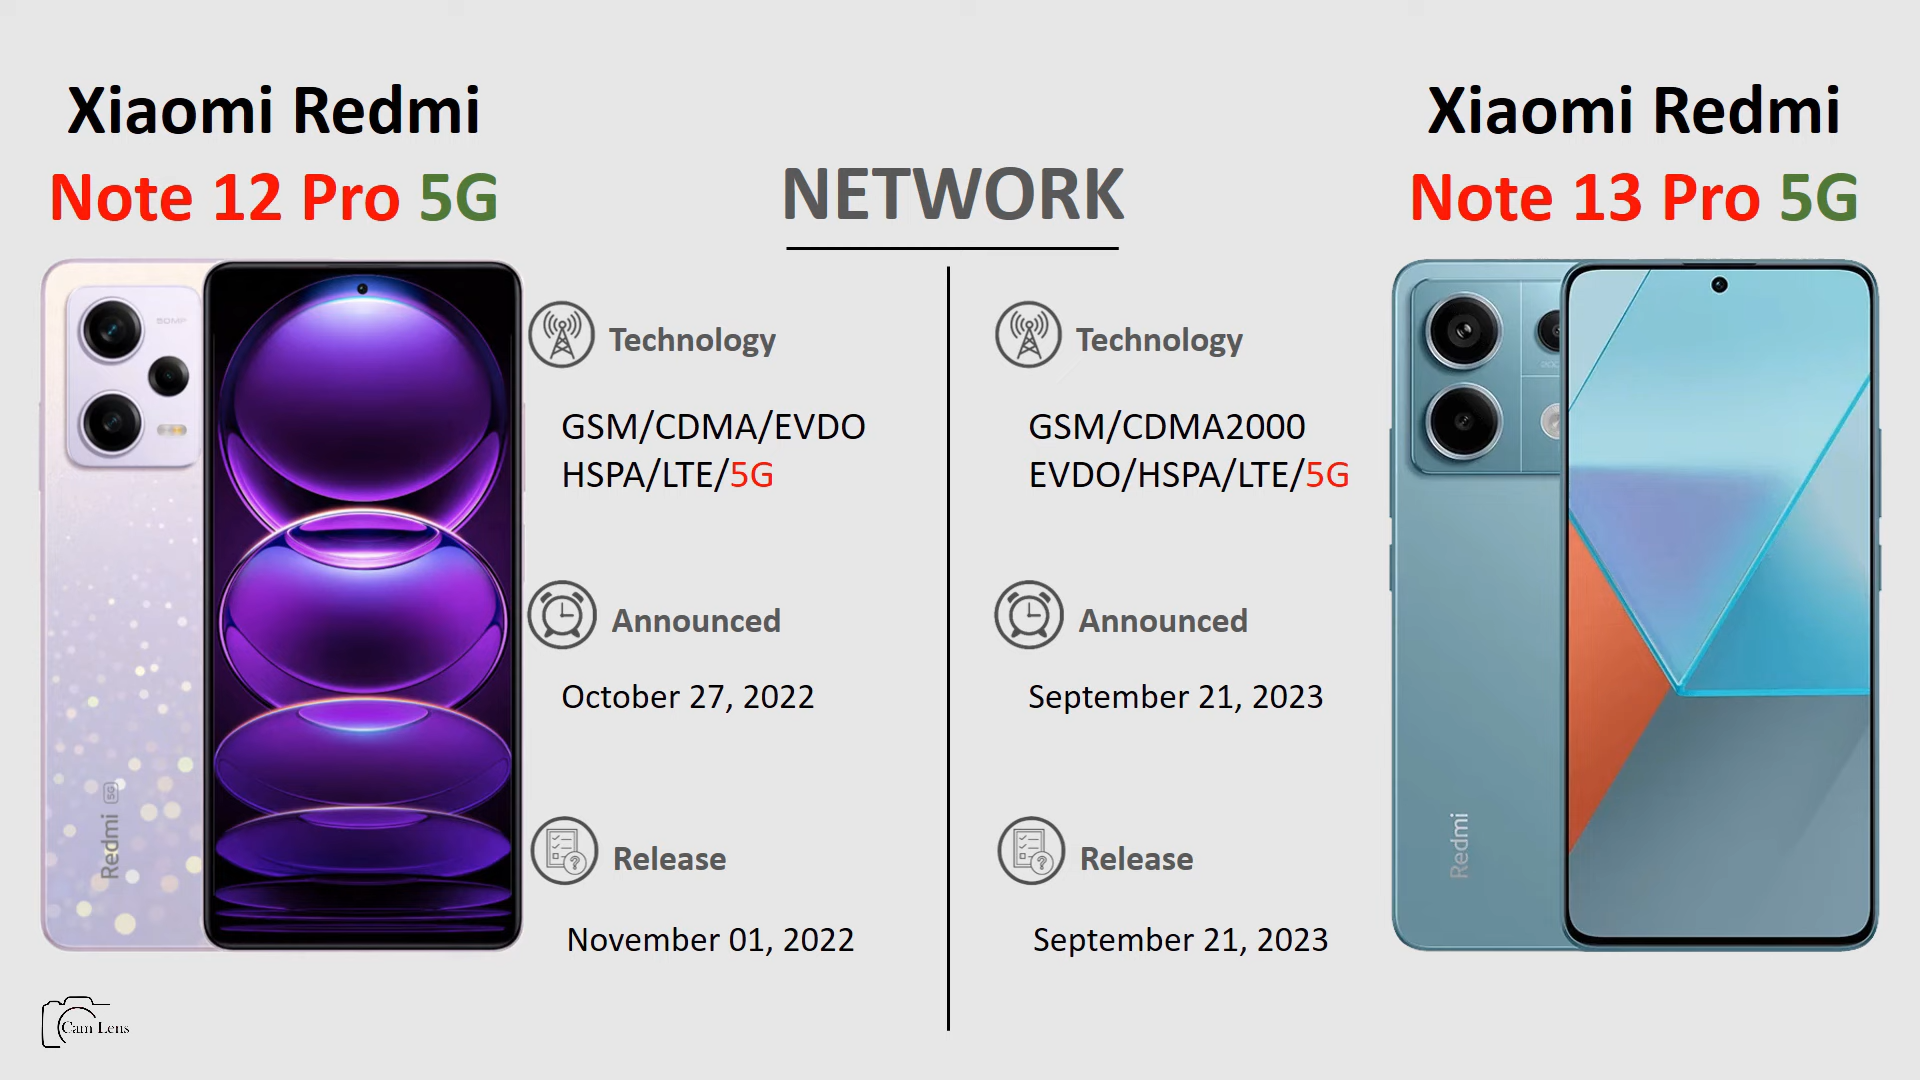 Xiaomi Redmi
Note 12 Pro 5G
Xiaomi Redmi
Note 13 Pro 5G
NETWORK
Technology
GSM/CDMA/EVDO
HSPA/LTE/5G
Announced
October 27, 2022
Release
November 01, 2022
Technology
GSM/CDMA2000
EVDO/HSPA/LTE/5G
Announced
September 21, 2023
Release
September 21, 2023
50MP
Redmi 5G
Redmi
Cam Lens